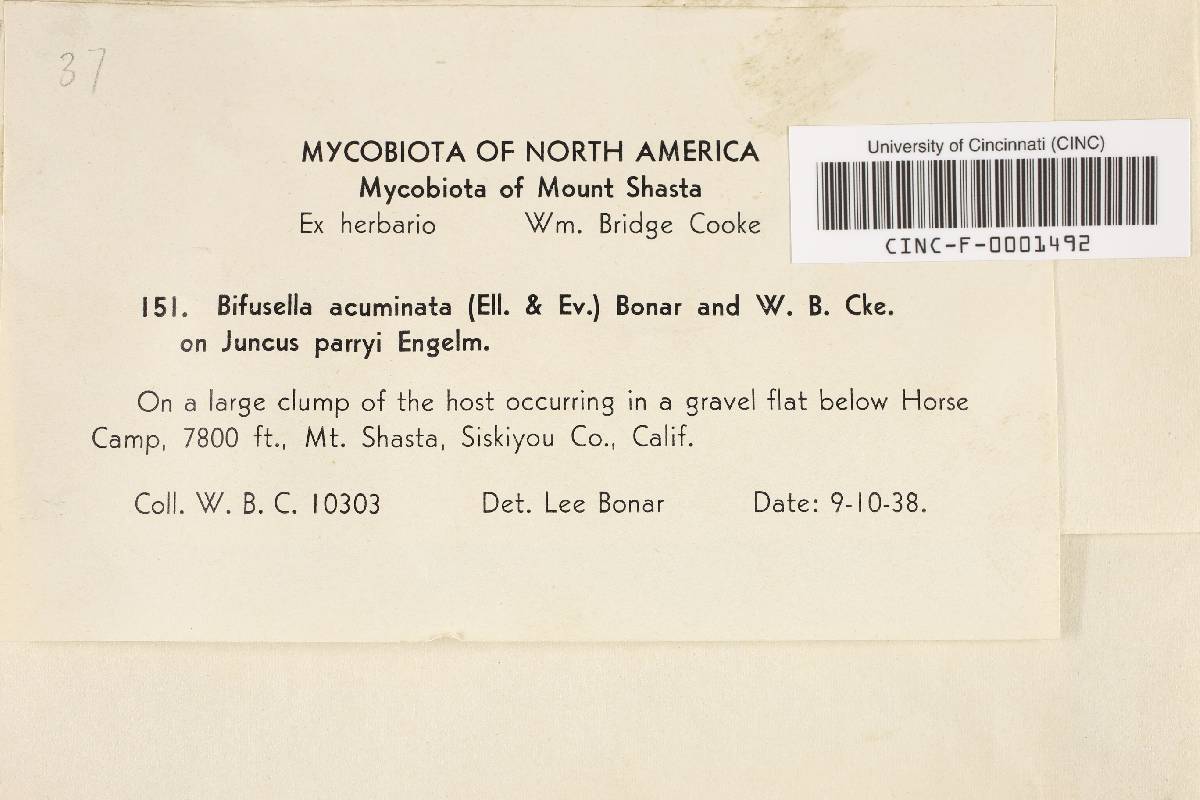 37
MYCOBIOTA OF NORTH AMERICA
Mycobiota of Mount Shasta
Ex herbario Wm. Bridge Cooke
University of Cincinnati (CINC)
CINC-F-0001492
151. Bifusella acuminata (Ell. & Ev.) Bonar and W. B. Cke.
on Juncus parryi Engelm.
On a large clump of the host occurring in a gravel flat below Horse
Camp, 7800 ft., Mt. Shasta, Siskiyou Co., Calif.
Coll. W. B. C. 10303 Det. Lee Bonar Date: 9-10-38.